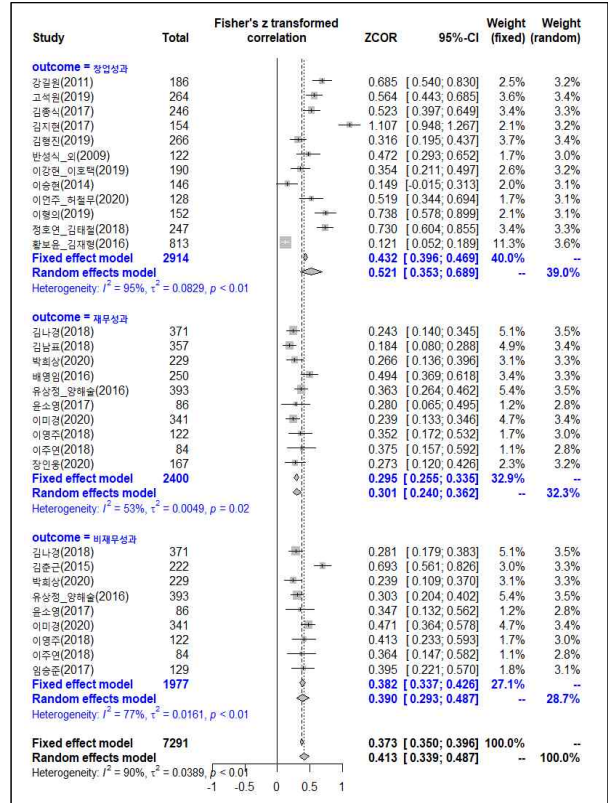 Fisher's z transformed Weight Weight
Study Total correlation ZCOR 95%-CI (fixed) (random)
outcome = 창업성과
강길원(2011) 186 0.685 [ 0.540; 0.830] 2.5% 3.2%
고석원(2019) 264 0.564 [ 0.443; 0.685] 3.6% 3.4%
김종식(2017) 246 0.523 [ 0.397; 0.649] 3.4% 3.3%
김지현(2017) 154 1.107 [ 0.948; 1.267] 2.1% 3.2%
김형진(2019) 266 0.316 [ 0.195; 0.437] 3.7% 3.4%
반성식_외(2009) 122 0.472 [ 0.293; 0.652] 1.7% 3.0%
이강현_이호택(2019) 190 0.354 [ 0.211; 0.497] 2.6% 3.2%
이승현(2014) 146 0.149 [-0.015; 0.313] 2.0% 3.1%
이연주_허철무(2020) 128 0.519 [ 0.344; 0.694] 1.7% 3.1%
이형의(2019) 152 0.738 [ 0.578; 0.899] 2.1% 3.1%
정호연_김태철(2018) 247 0.730 [ 0.604; 0.855] 3.4% 3.3%
황보윤_김재형(2016) 813 0.121 [ 0.052; 0.189] 11.3% 3.6%
Fixed effect model 2914 0.432 [ 0.396; 0.469] 40.0% --
Random effects model 0.521 [ 0.353; 0.689] -- 39.0%
Heterogeneity: I² = 95%, τ² = 0.0829, p < 0.01
outcome = 재무성과
김나경(2018) 371 0.243 [ 0.140; 0.345] 5.1% 3.5%
김남표(2018) 357 0.184 [ 0.080; 0.288] 4.9% 3.4%
박희상(2020) 229 0.266 [ 0.136; 0.396] 3.1% 3.3%
배영임(2016) 250 0.494 [ 0.369; 0.618] 3.4% 3.3%
유상정_양해술(2016) 393 0.363 [ 0.264; 0.462] 5.4% 3.5%
윤소영(2017) 86 0.280 [ 0.065; 0.495] 1.2% 2.8%
이미경(2020) 341 0.239 [ 0.133; 0.346] 4.7% 3.4%
이영주(2018) 122 0.352 [ 0.172; 0.532] 1.7% 3.0%
이주연(2018) 84 0.375 [ 0.157; 0.592] 1.1% 2.8%
장인웅(2020) 167 0.273 [ 0.120; 0.426] 2.3% 3.2%
Fixed effect model 2400 0.295 [ 0.255; 0.335] 32.9% --
Random effects model 0.301 [ 0.240; 0.362] -- 32.3%
Heterogeneity: I² = 53%, τ² = 0.0049, p = 0.02
outcome = 비재무성과
김나경(2018) 371 0.281 [ 0.179; 0.383] 5.1% 3.5%
김준근(2015) 222 0.693 [ 0.561; 0.826] 3.0% 3.3%
박희상(2020) 229 0.239 [ 0.109; 0.370] 3.1% 3.3%
유상정_양해술(2016) 393 0.303 [ 0.204; 0.402] 5.4% 3.5%
윤소영(2017) 86 0.347 [ 0.132; 0.562] 1.2% 2.8%
이미경(2020) 341 0.471 [ 0.364; 0.578] 4.7% 3.4%
이영주(2018) 122 0.413 [ 0.233; 0.593] 1.7% 3.0%
이주연(2018) 84 0.364 [ 0.147; 0.582] 1.1% 2.8%
임승준(2017) 129 0.395 [ 0.221; 0.570] 1.8% 3.1%
Fixed effect model 1977 0.382 [ 0.337; 0.426] 27.1% --
Random effects model 0.390 [ 0.293; 0.487] -- 28.7%
Heterogeneity: I² = 77%, τ² = 0.0161, p < 0.01
Fixed effect model 7291 0.373 [ 0.350; 0.396] 100.0% --
Random effects model 0.413 [ 0.339; 0.487] -- 100.0%
Heterogeneity: I² = 90%, τ² = 0.0389, p < 0.01
-1 -0.5 0 0.5 1